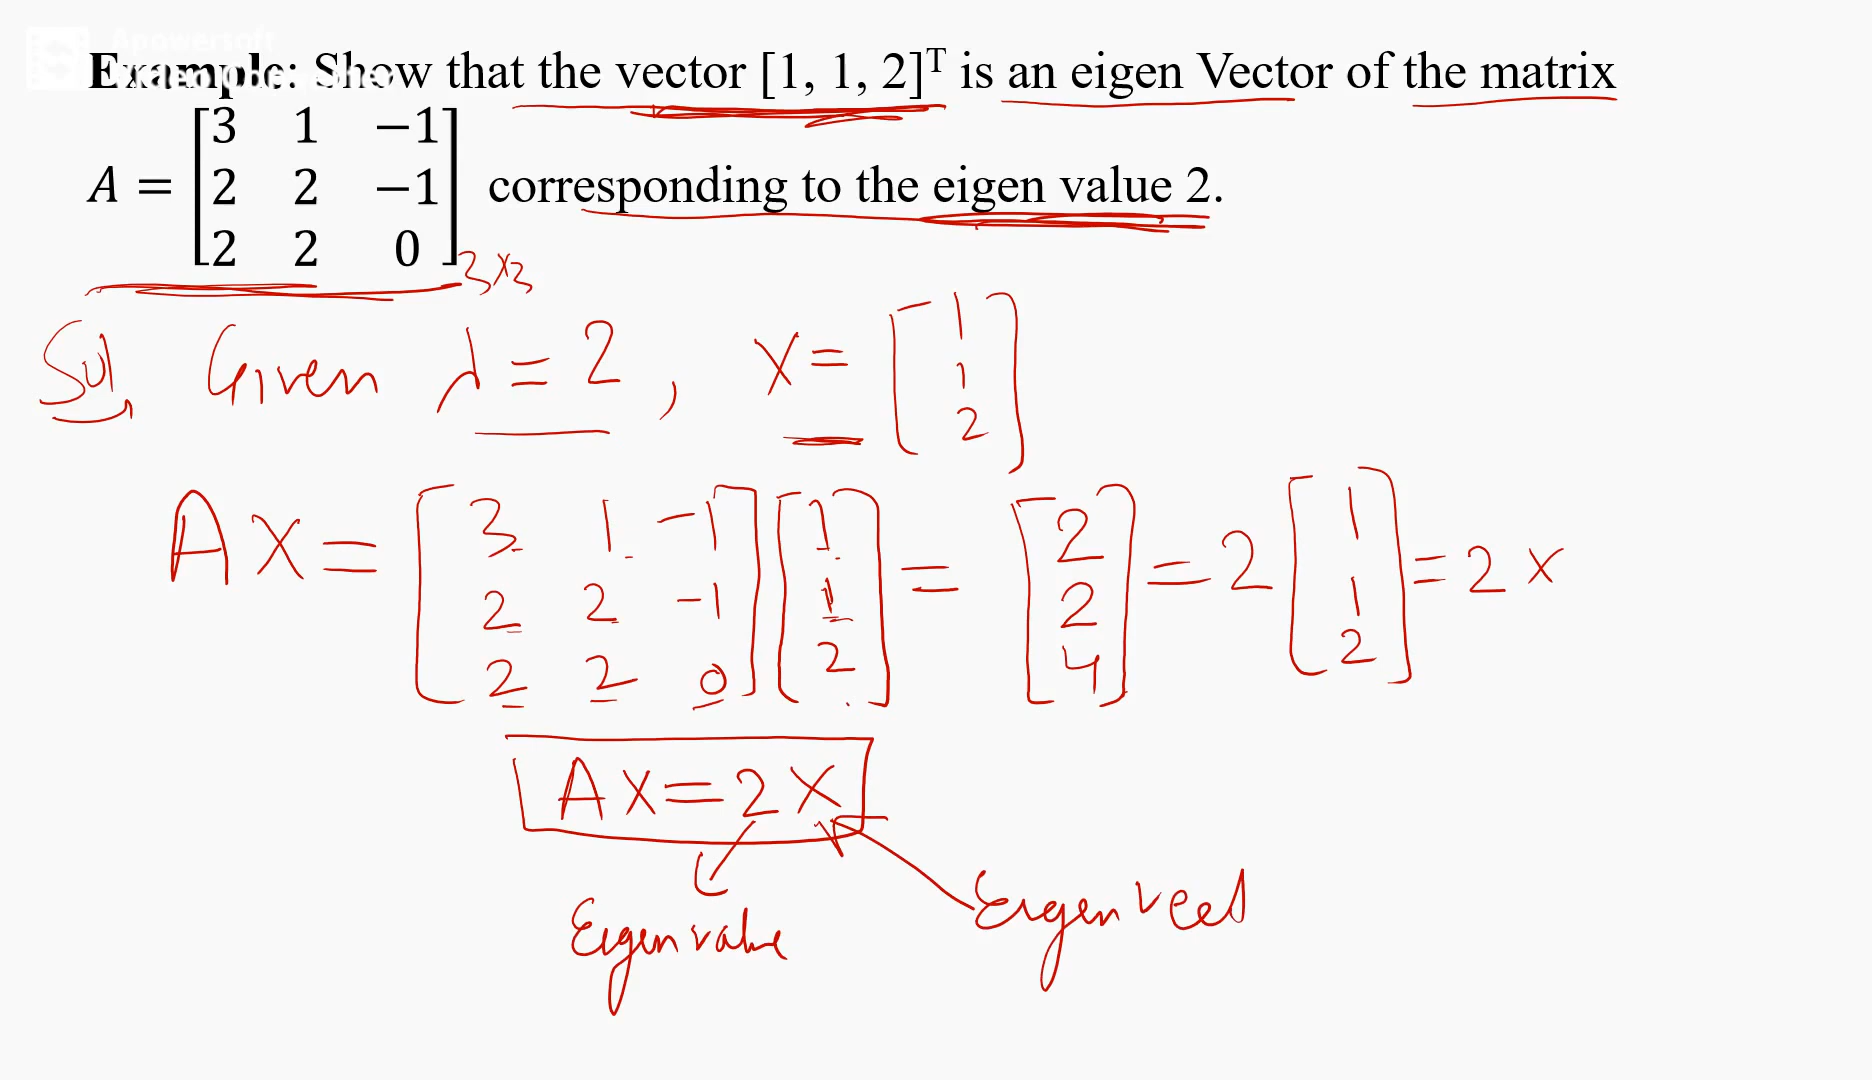 Apowersoft
Example: Show that the vector [1, 1, 2]ᵀ is an eigen Vector of the matrix
A = [3 1 −1
2 2 −1
2 2 0] corresponding to the eigen value 2.
3×3
Sol, Given λ = 2, X = [1 1 2]
AX = [3 1 -1; 2 2 -1; 2 2 0] [1 1 2] = [2 2 4] = 2 [1 1 2] = 2 X
AX = 2X
Eigen value
Eigen